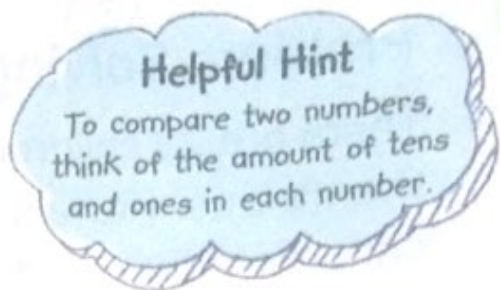 Helpful Hint
To compare two numbers,
think of the amount of tens
and ones in each number.